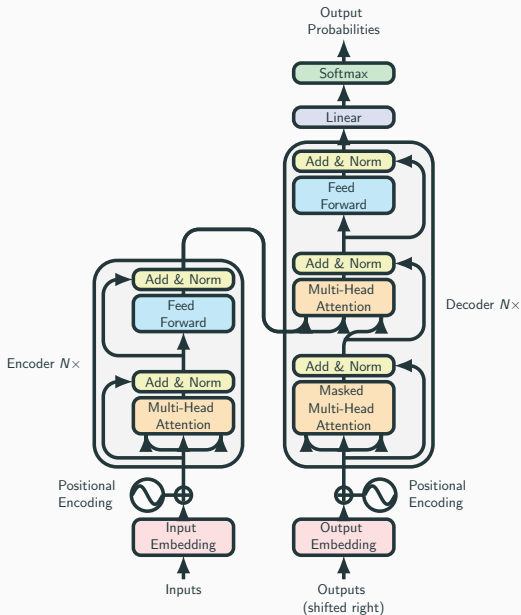 Output
Probabilities
Softmax
Linear
Add & Norm
Feed
Forward
Add & Norm
Multi-Head
Attention
Decoder N×
Add & Norm
Masked
Multi-Head
Attention
Positional
Encoding
Output
Embedding
Outputs
(shifted right)
Add & Norm
Feed
Forward
Encoder N×
Add & Norm
Multi-Head
Attention
Positional
Encoding
Input
Embedding
Inputs